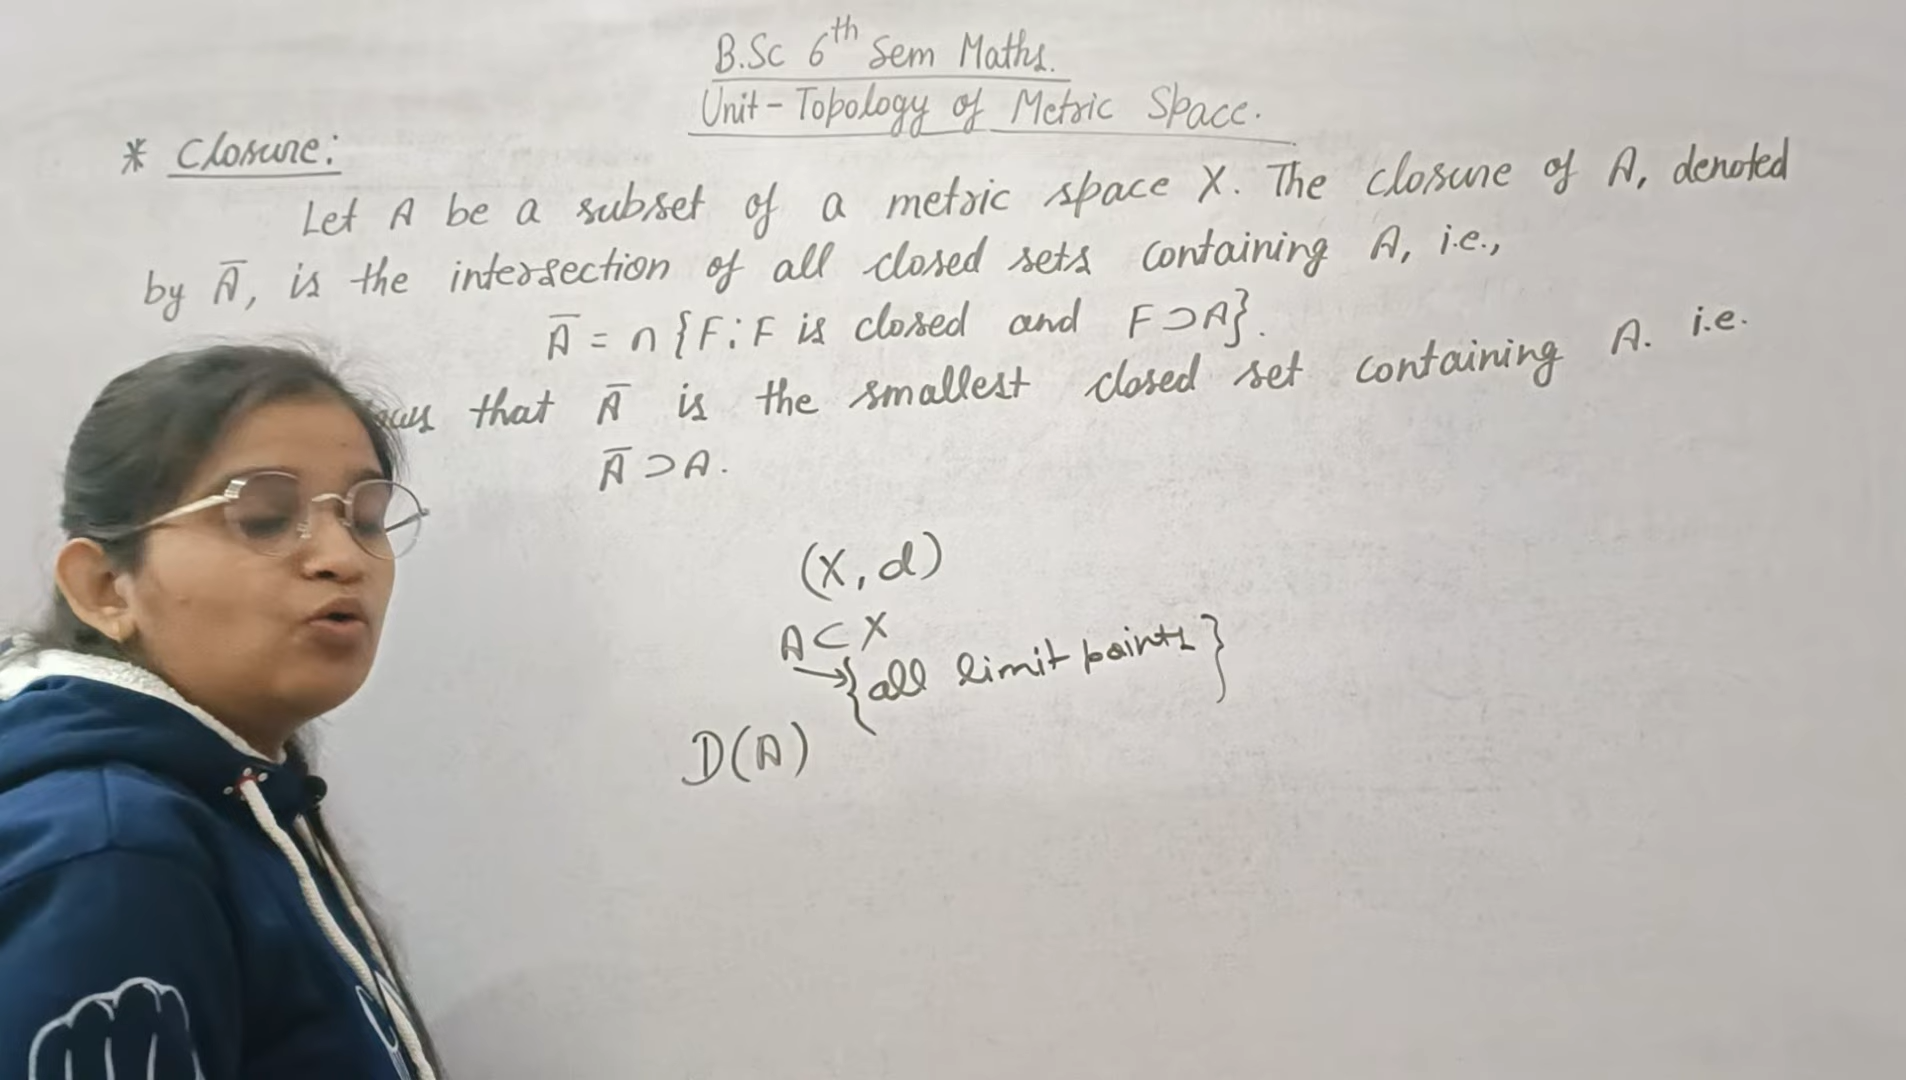 B.Sc 6th Sem Maths.
Unit - Topology of Metric Space.
* Closure:
Let A be a subset of a metric space X. The closure of A, denoted
by Ā, is the intersection of all closed sets containing A, i.e.,
Ā = ∩ {F : F is closed and F ⊃ A}.
that Ā is the smallest closed set containing A. i.e.
Ā ⊃ A.
(X, d)
A ⊂ X
→ {all limit points}
D(A)